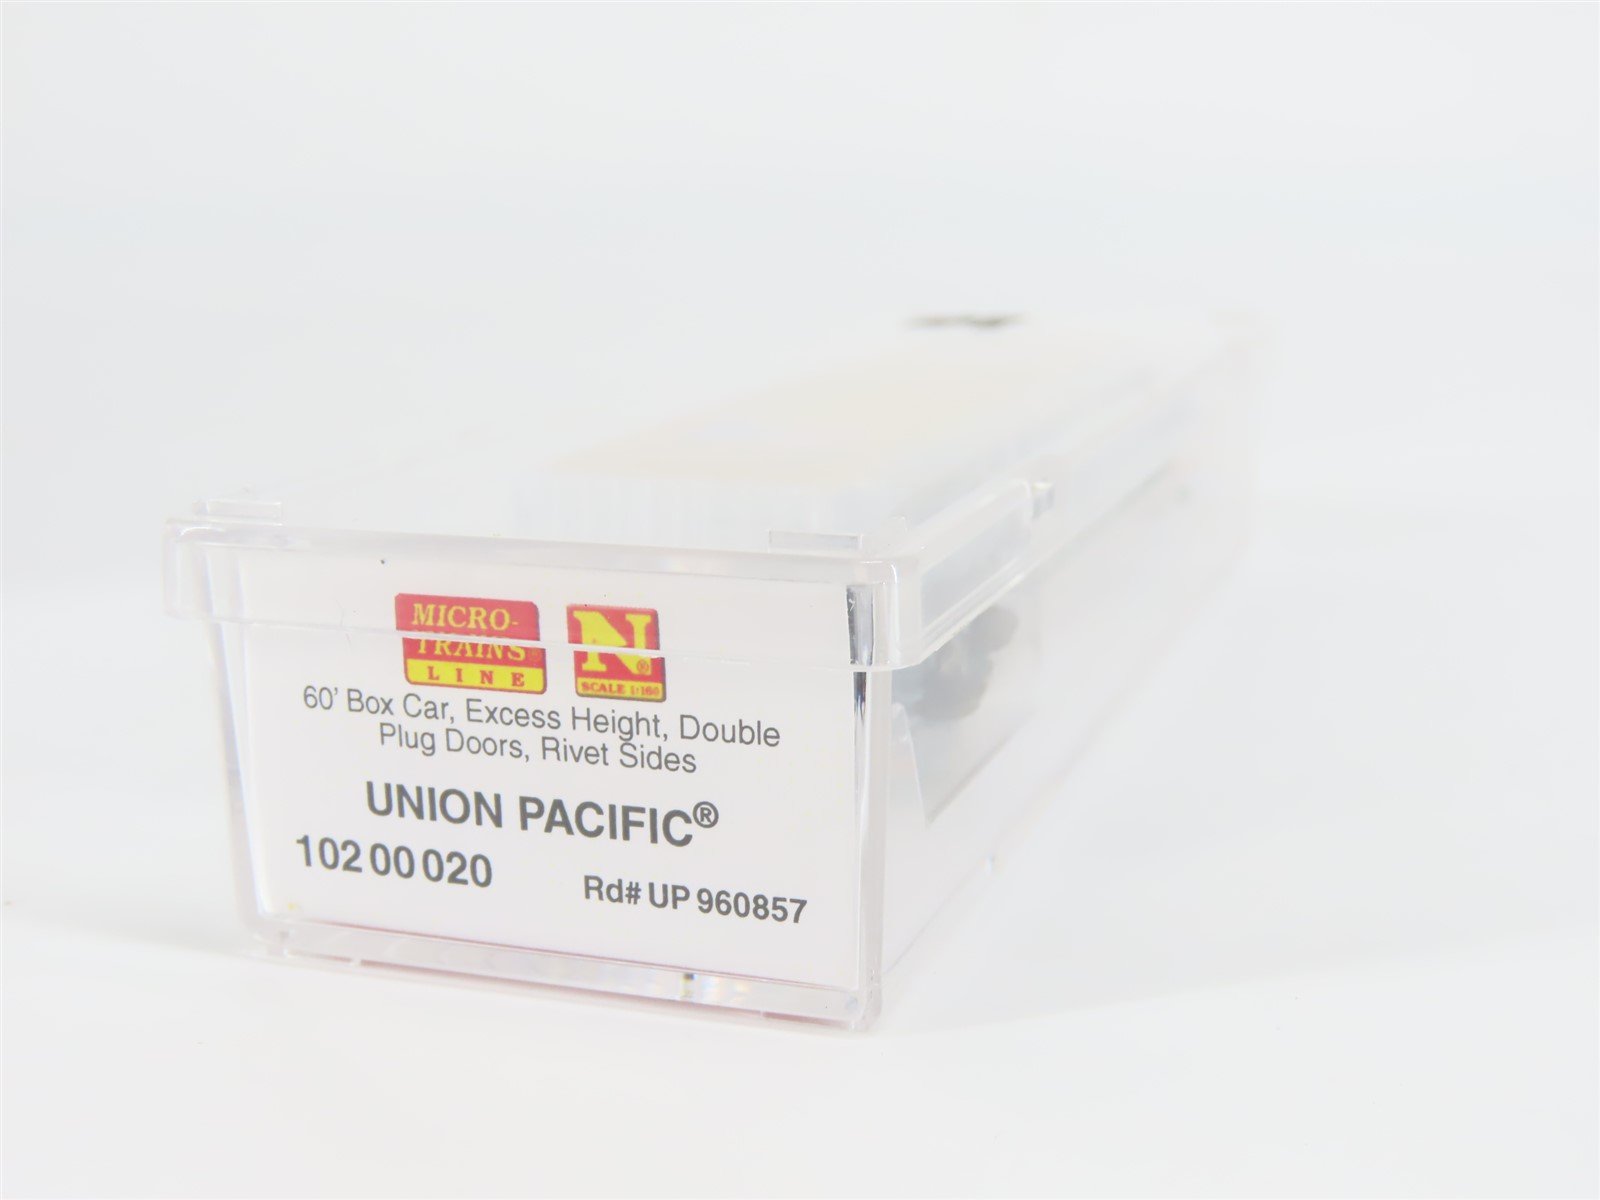 MICRO-
TRAINS®
LINE
N®
SCALE 1:160
60' Box Car, Excess Height, Double
Plug Doors, Rivet Sides
UNION PACIFIC®
102 00 020
Rd# UP 960857